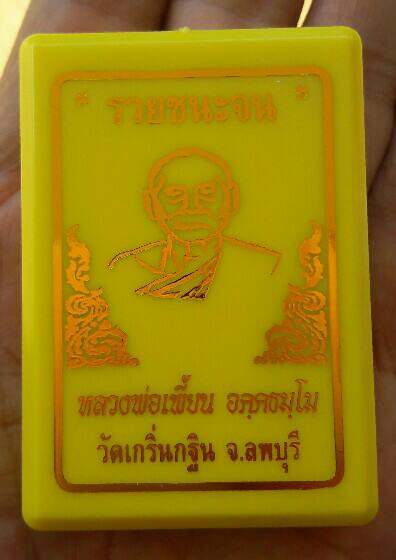 " รวยชนะจน "
หลวงพ่อเพี้ยน อคฺคธมฺโม
วัดเกริ่นกฐิน จ.ลพบุรี